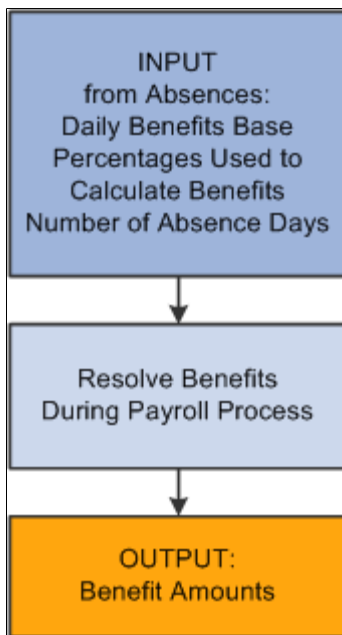 INPUT
from Absences:
Daily Benefits Base
Percentages Used to
Calculate Benefits
Number of Absence Days
Resolve Benefits
During Payroll Process
OUTPUT:
Benefit Amounts